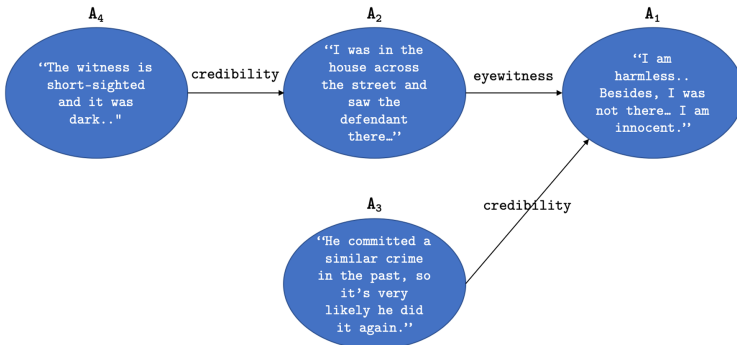 A4
“The witness is
short-sighted
and it was
dark.."
credibility
A2
“I was in the
house across
the street and
saw the
defendant
there…”
eyewitness
A1
“I am
harmless..
Besides, I was
not there… I am
innocent.”
A3
“He committed a
similar crime
in the past, so
it’s very
likely he did
it again.”
credibility